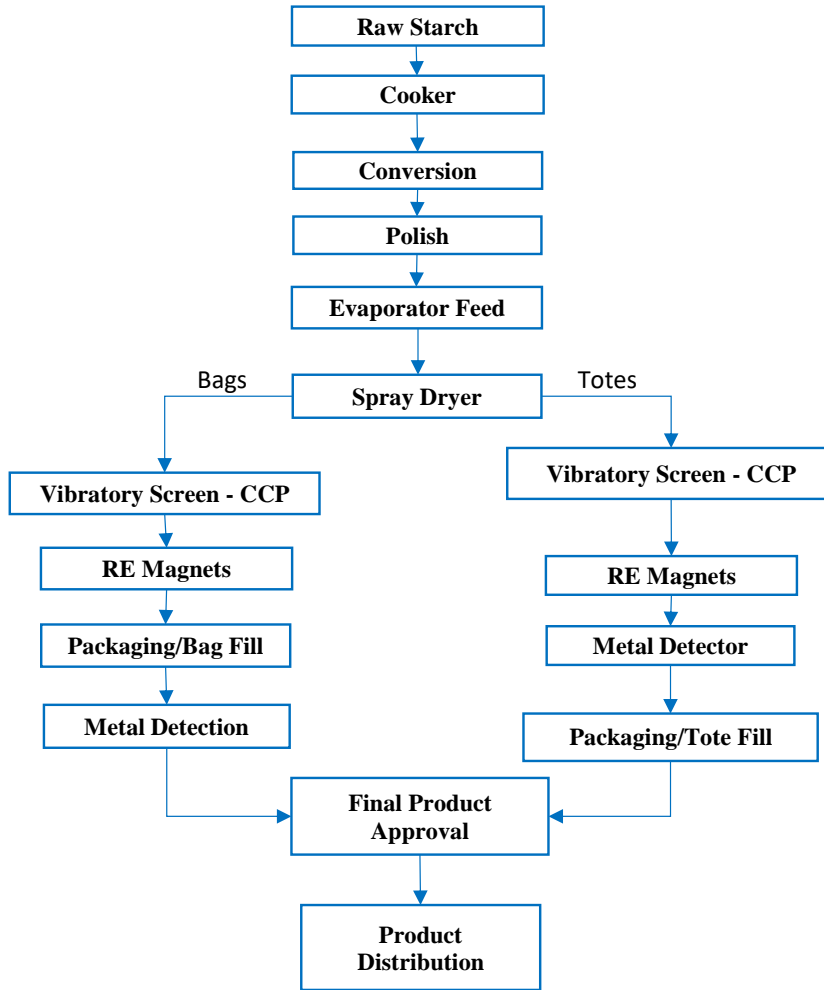 Raw Starch
Cooker
Conversion
Polish
Evaporator Feed
Bags
Totes
Spray Dryer
Vibratory Screen - CCP
RE Magnets
Packaging/Bag Fill
Metal Detection
Vibratory Screen - CCP
RE Magnets
Metal Detector
Packaging/Tote Fill
Final Product
Approval
Product
Distribution